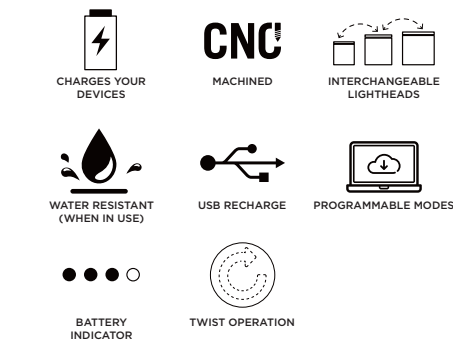 CNC
CHARGES YOUR
DEVICES
MACHINED
INTERCHANGEABLE
LIGHTHEADS
WATER RESISTANT
(WHEN IN USE)
USB RECHARGE
PROGRAMMABLE MODES
BATTERY
INDICATOR
TWIST OPERATION